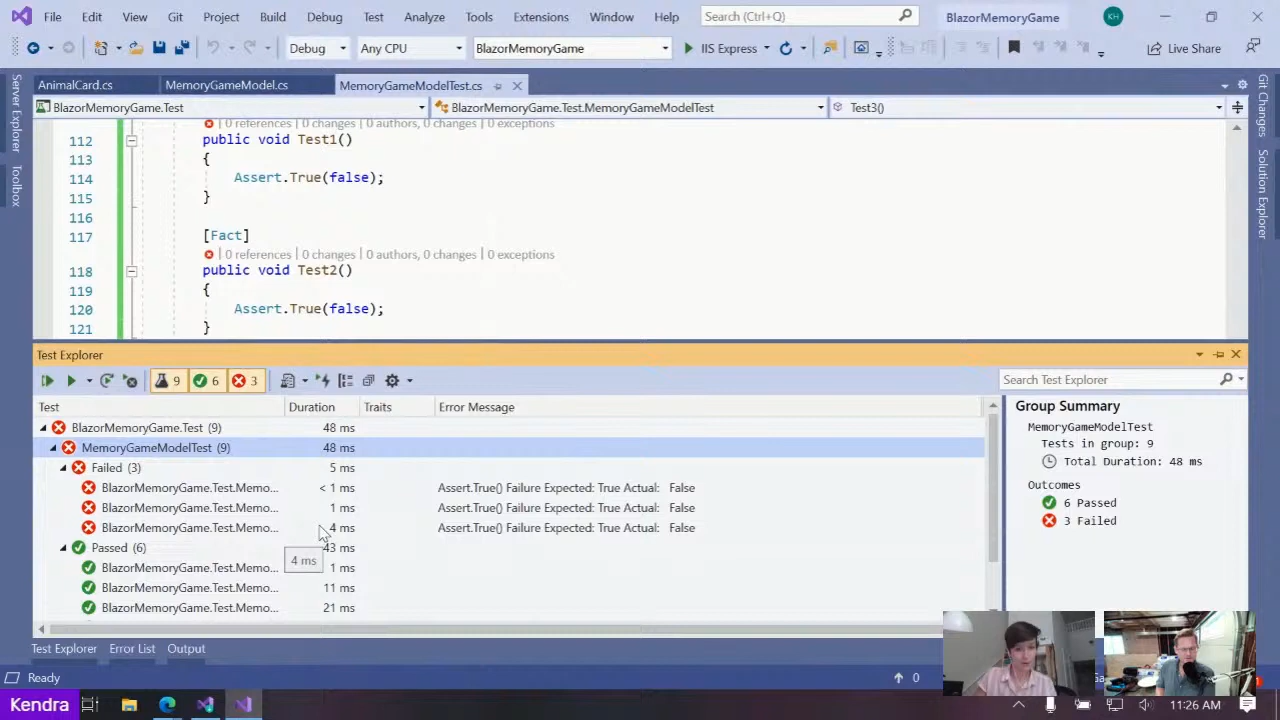 File Edit View Git Project Build Debug Test Analyze Tools Extensions Window Help Search (Ctrl+Q) BlazorMemoryGame KH
Debug Any CPU BlazorMemoryGame IIS Express Live Share
AnimalCard.cs MemoryGameModel.cs MemoryGameModelTest.cs
BlazorMemoryGame.Test BlazorMemoryGame.Test.MemoryGameModelTest Test3()
Server Explorer
Toolbox
Git Changes
Solution Explorer
0 references | 0 changes | 0 authors, 0 changes | 0 exceptions
112 public void Test1()
113 {
114 Assert.True(false);
115 }
116
117 [Fact]
0 references | 0 changes | 0 authors, 0 changes | 0 exceptions
118 public void Test2()
119 {
120 Assert.True(false);
121 }
Test Explorer
9 6 3 Search Test Explorer
Test Duration Traits Error Message
BlazorMemoryGame.Test (9) 48 ms
MemoryGameModelTest (9) 48 ms
Failed (3) 5 ms
BlazorMemoryGame.Test.Memo... < 1 ms Assert.True() Failure Expected: True Actual: False
BlazorMemoryGame.Test.Memo... 1 ms Assert.True() Failure Expected: True Actual: False
BlazorMemoryGame.Test.Memo... 4 ms Assert.True() Failure Expected: True Actual: False
Passed (6) 43 ms
4 ms
BlazorMemoryGame.Test.Memo... 1 ms
BlazorMemoryGame.Test.Memo... 11 ms
BlazorMemoryGame.Test.Memo... 21 ms
Group Summary
MemoryGameModelTest
Tests in group: 9
Total Duration: 48 ms
Outcomes
6 Passed
3 Failed
Test Explorer Error List Output
Ready 0
Kendra 11:26 AM